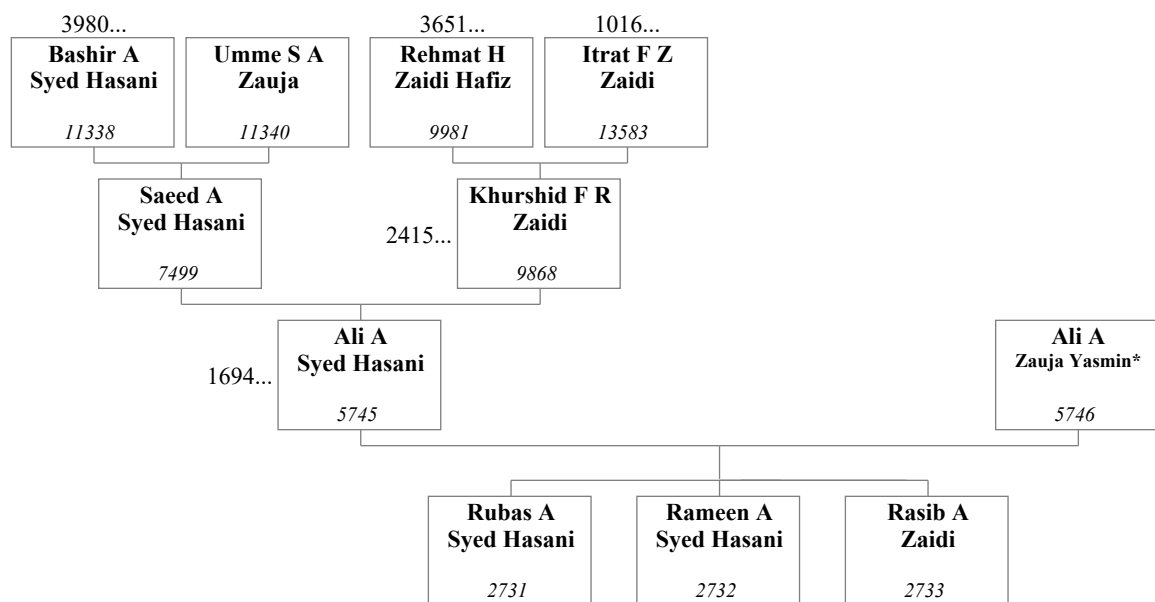 3980...
3651...
1016...
Bashir A
Syed Hasani
11338
Umme S A
Zauja
11340
Rehmat H
Zaidi Hafiz
9981
Itrat F Z
Zaidi
13583
Saeed A
Syed Hasani
7499
2415...
Khurshid F R
Zaidi
9868
1694...
Ali A
Syed Hasani
5745
Ali A
Zauja Yasmin*
5746
Rubas A
Syed Hasani
2731
Rameen A
Syed Hasani
2732
Rasib A
Zaidi
2733